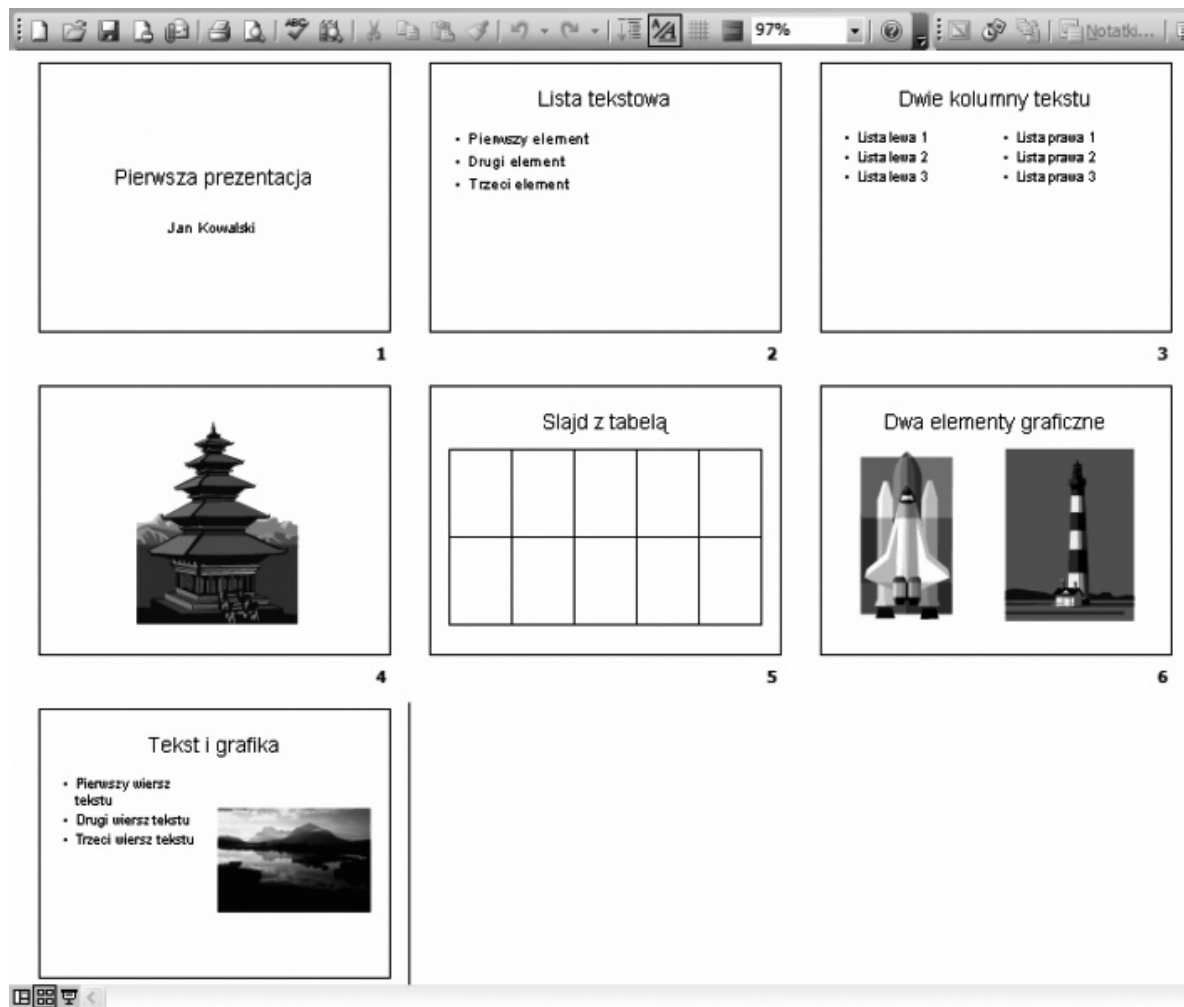 ABC
97%
Notatki...
Pierwsza prezentacja
Jan Kowalski
1
Lista tekstowa
• Pierwszy element
• Drugi element
• Trzeci element
2
Dwie kolumny tekstu
• Lista lewa 1
• Lista lewa 2
• Lista lewa 3
• Lista prawa 1
• Lista prawa 2
• Lista prawa 3
3
4
Slajd z tabelą
5
Dwa elementy graficzne
6
Tekst i grafika
• Pierwszy wiersz
tekstu
• Drugi wiersz tekstu
• Trzeci wiersz tekstu